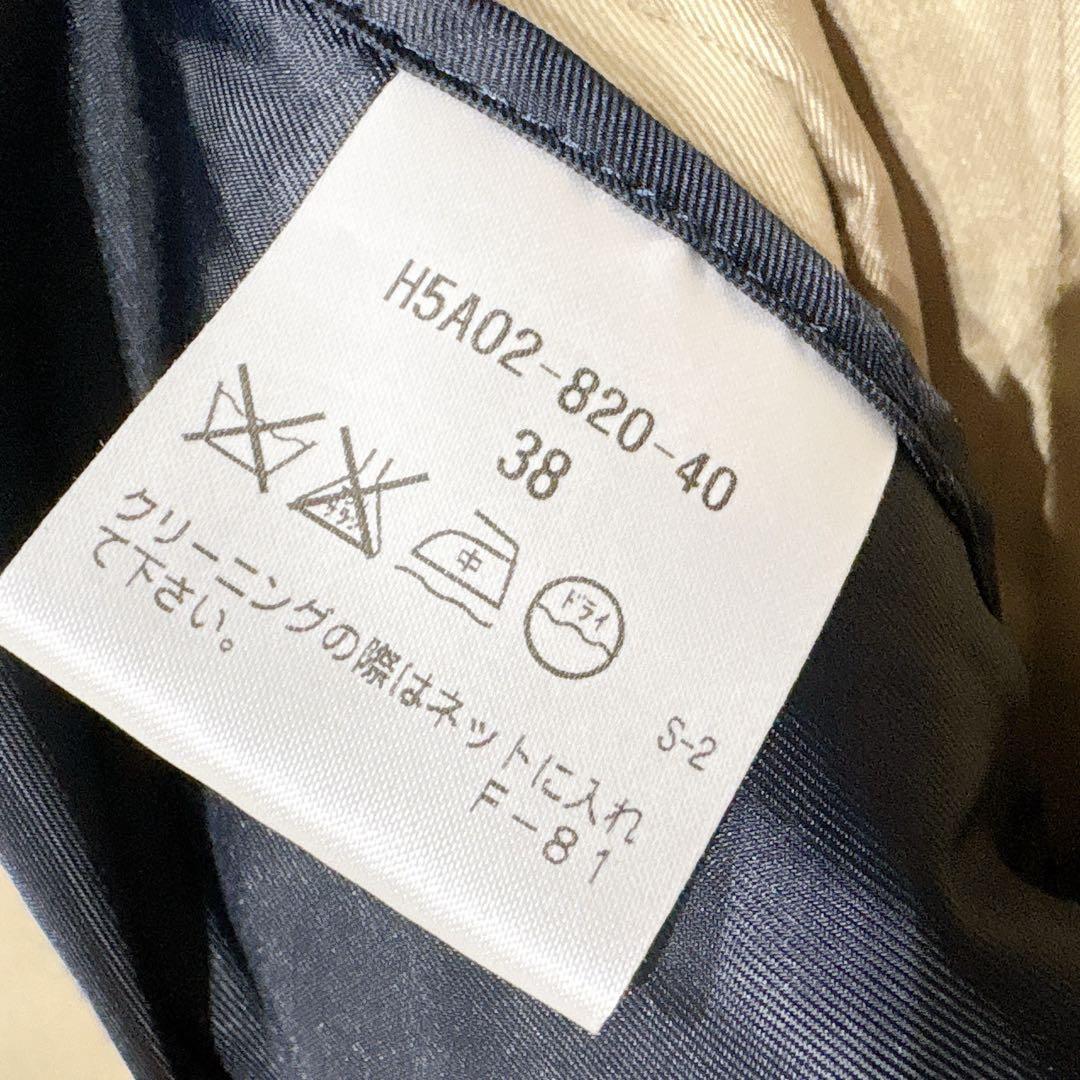 H5A02-820-40
38
中
ドライ
クリーニングの際はネットに入れ
て下さい。
S-2
F-81